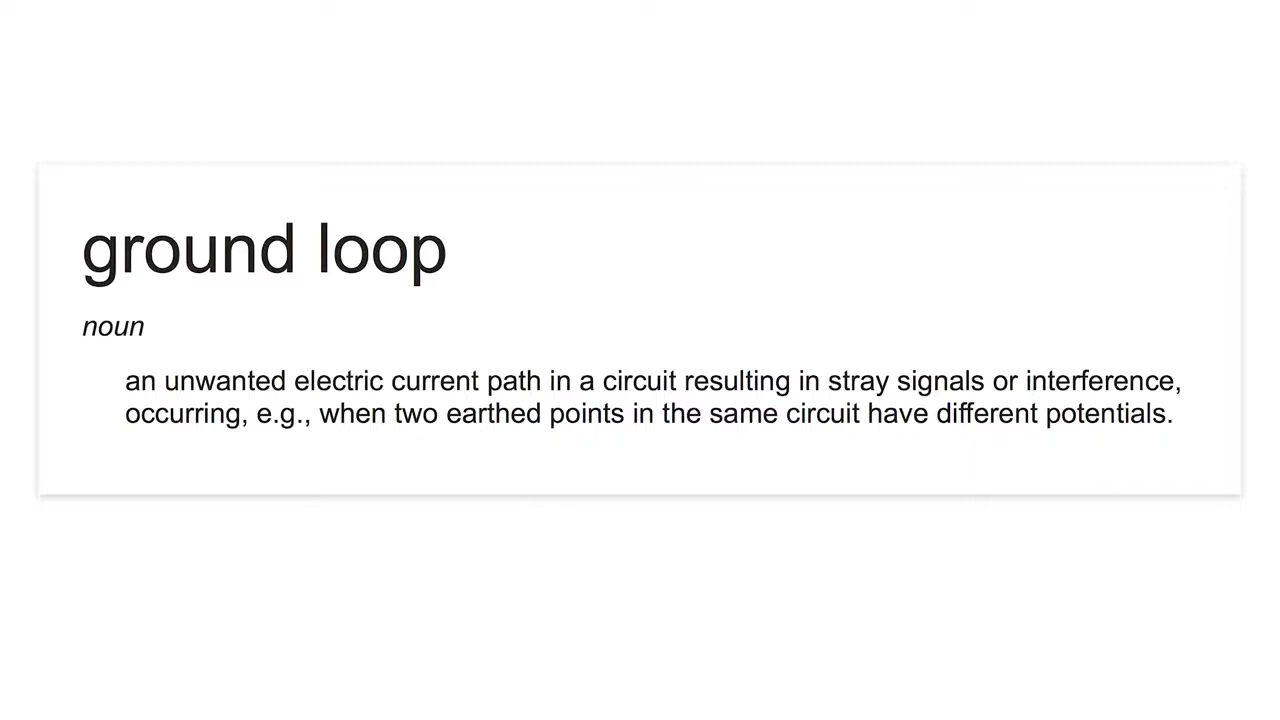 ground loop
noun
an unwanted electric current path in a circuit resulting in stray signals or interference,
occurring, e.g., when two earthed points in the same circuit have different potentials.